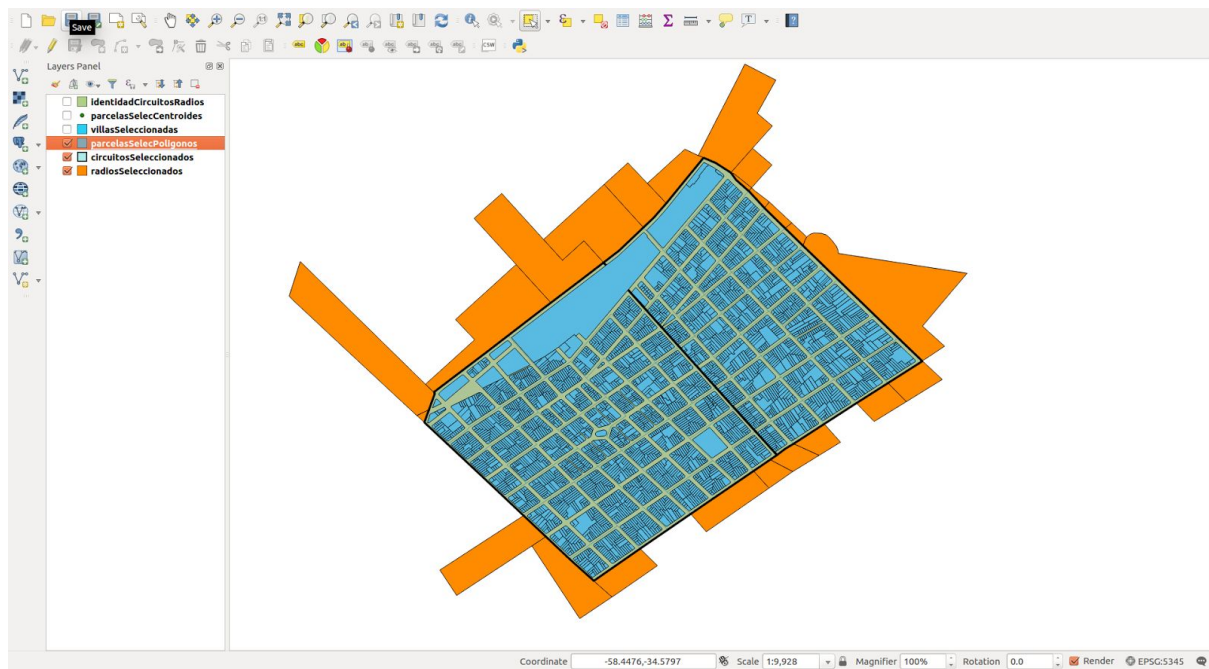 Save
Layers Panel
identidadCircuitosRadios
parcelasSelecCentroides
villasSeleccionadas
parcelasSelecPoligonos
circuitosSeleccionados
radiosSeleccionados
Coordinate -58.4476,-34.5797 Scale 1:9,928 Magnifier 100% Rotation 0.0 Render EPSG:5345